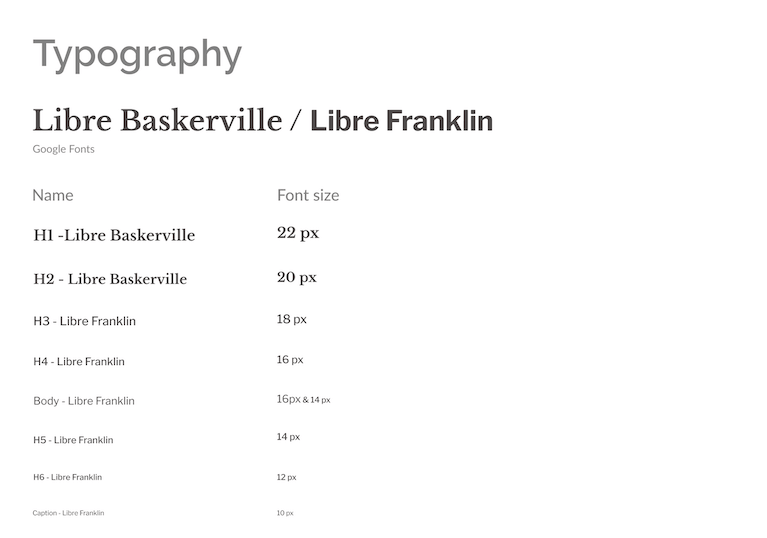 Typography
Libre Baskerville / Libre Franklin
Google Fonts
Name Font size
H1 -Libre Baskerville 22 px
H2 - Libre Baskerville 20 px
H3 - Libre Franklin 18 px
H4 - Libre Franklin 16 px
Body - Libre Franklin 16px & 14 px
H5 - Libre Franklin 14 px
H6 - Libre Franklin 12 px
Caption - Libre Franklin 10 px